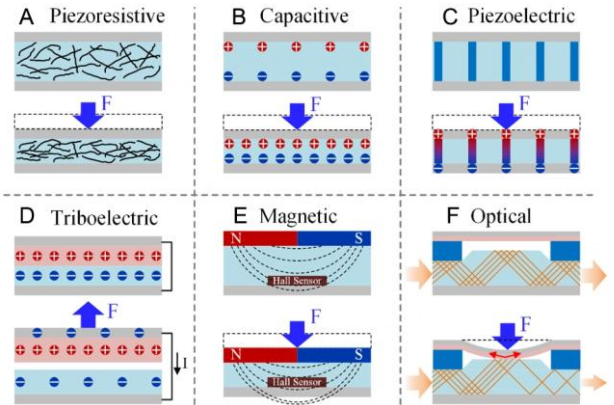 A Piezoresistive
F
B Capacitive
F
C Piezoelectric
F
D Triboelectric
F
I
E Magnetic
N S
Hall Sensor
F
N S
Hall Sensor
F Optical
F